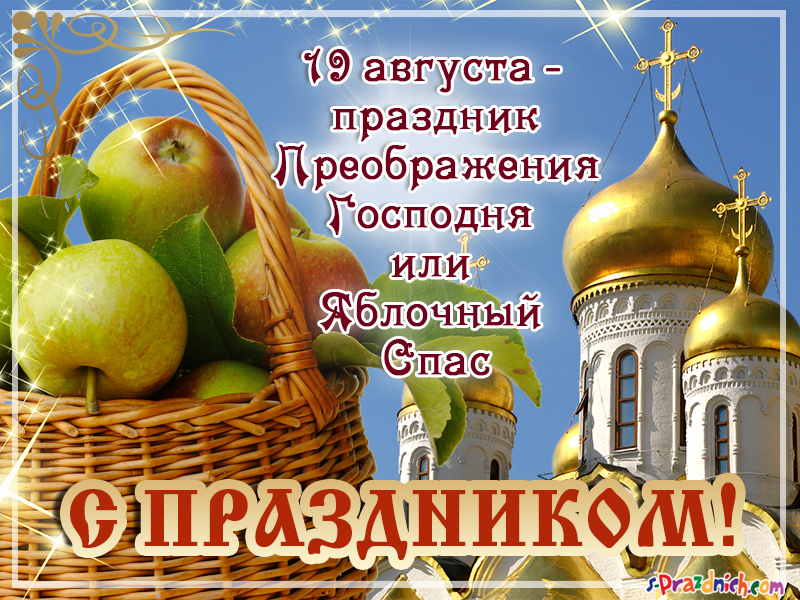 19 августа -
праздник
Преображения
Господня
или
Яблочный
Спас
С ПРАЗДНИКОМ!
s-Prazdnich.com